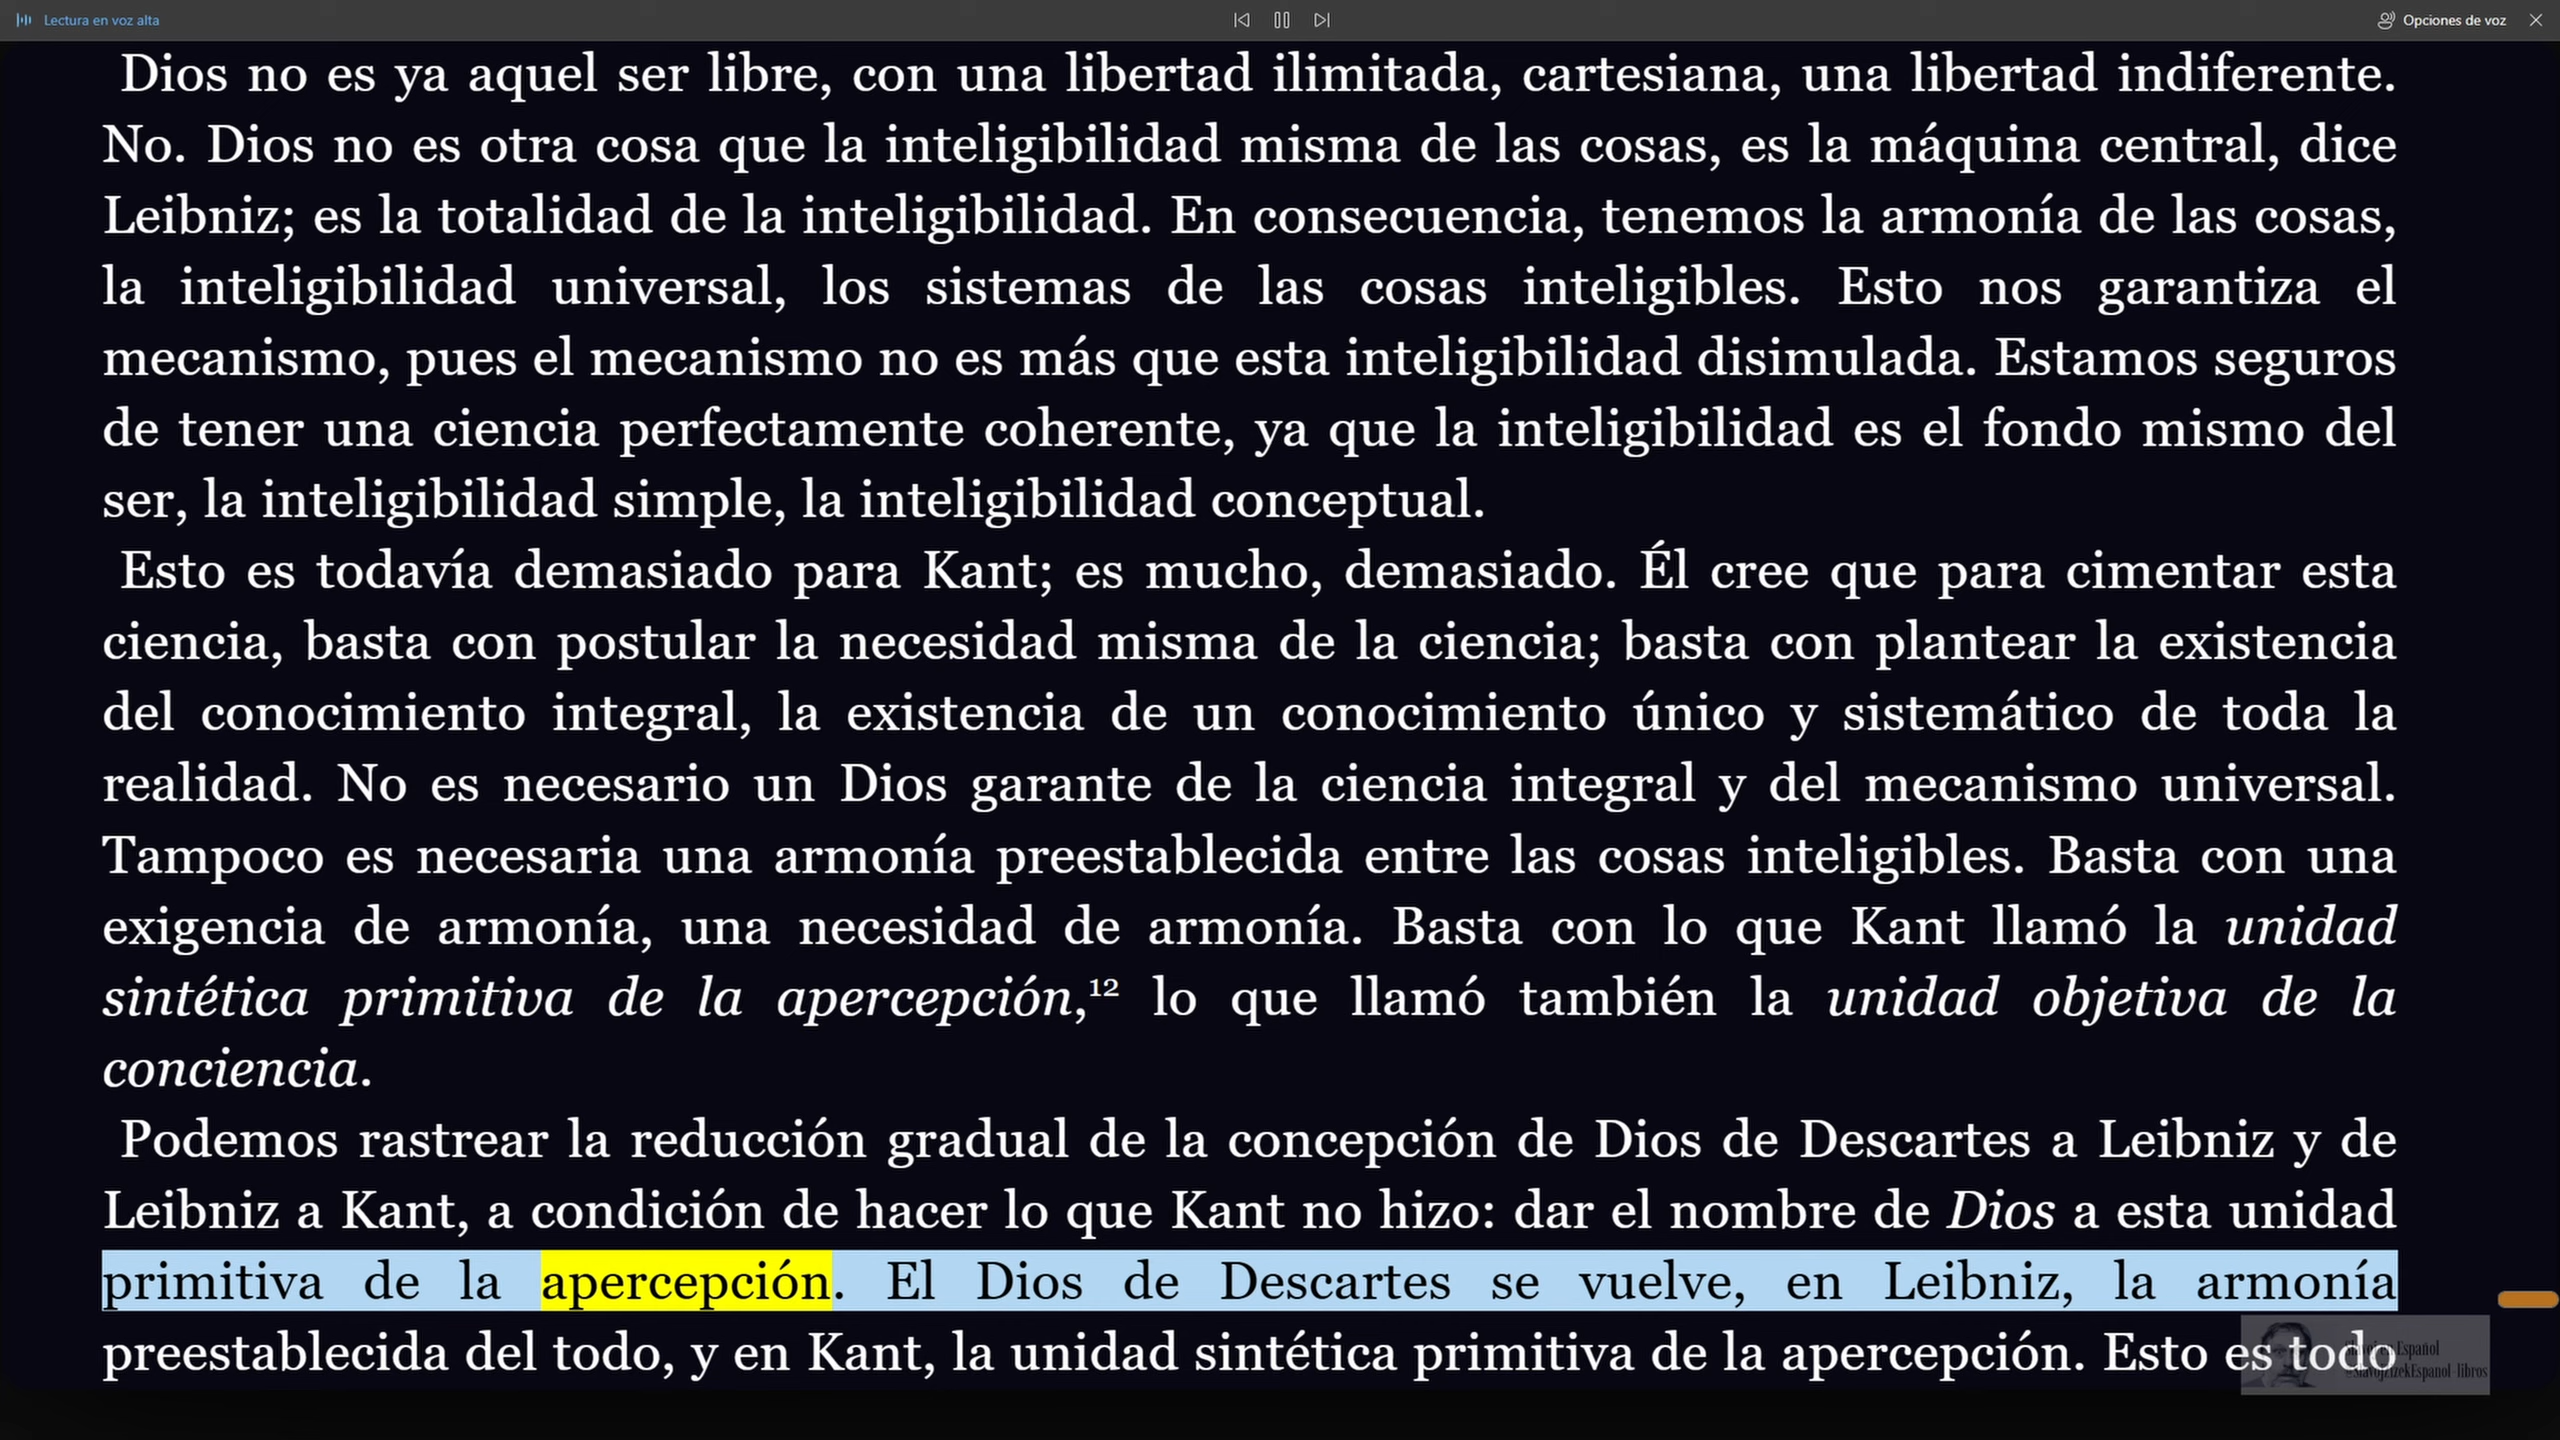 Lectura en voz alta
Opciones de voz
Dios no es ya aquel ser libre, con una libertad ilimitada, cartesiana, una libertad indiferente.
No. Dios no es otra cosa que la inteligibilidad misma de las cosas, es la máquina central, dice
Leibniz; es la totalidad de la inteligibilidad. En consecuencia, tenemos la armonía de las cosas,
la inteligibilidad universal, los sistemas de las cosas inteligibles. Esto nos garantiza el
mecanismo, pues el mecanismo no es más que esta inteligibilidad disimulada. Estamos seguros
de tener una ciencia perfectamente coherente, ya que la inteligibilidad es el fondo mismo del
ser, la inteligibilidad simple, la inteligibilidad conceptual.
Esto es todavía demasiado para Kant; es mucho, demasiado. Él cree que para cimentar esta
ciencia, basta con postular la necesidad misma de la ciencia; basta con plantear la existencia
del conocimiento integral, la existencia de un conocimiento único y sistemático de toda la
realidad. No es necesario un Dios garante de la ciencia integral y del mecanismo universal.
Tampoco es necesaria una armonía preestablecida entre las cosas inteligibles. Basta con una
exigencia de armonía, una necesidad de armonía. Basta con lo que Kant llamó la unidad
sintética primitiva de la apercepción,¹² lo que llamó también la unidad objetiva de la
conciencia.
Podemos rastrear la reducción gradual de la concepción de Dios de Descartes a Leibniz y de
Leibniz a Kant, a condición de hacer lo que Kant no hizo: dar el nombre de Dios a esta unidad
primitiva de la apercepción. El Dios de Descartes se vuelve, en Leibniz, la armonía
preestablecida del todo, y en Kant, la unidad sintética primitiva de la apercepción. Esto es todo
Español